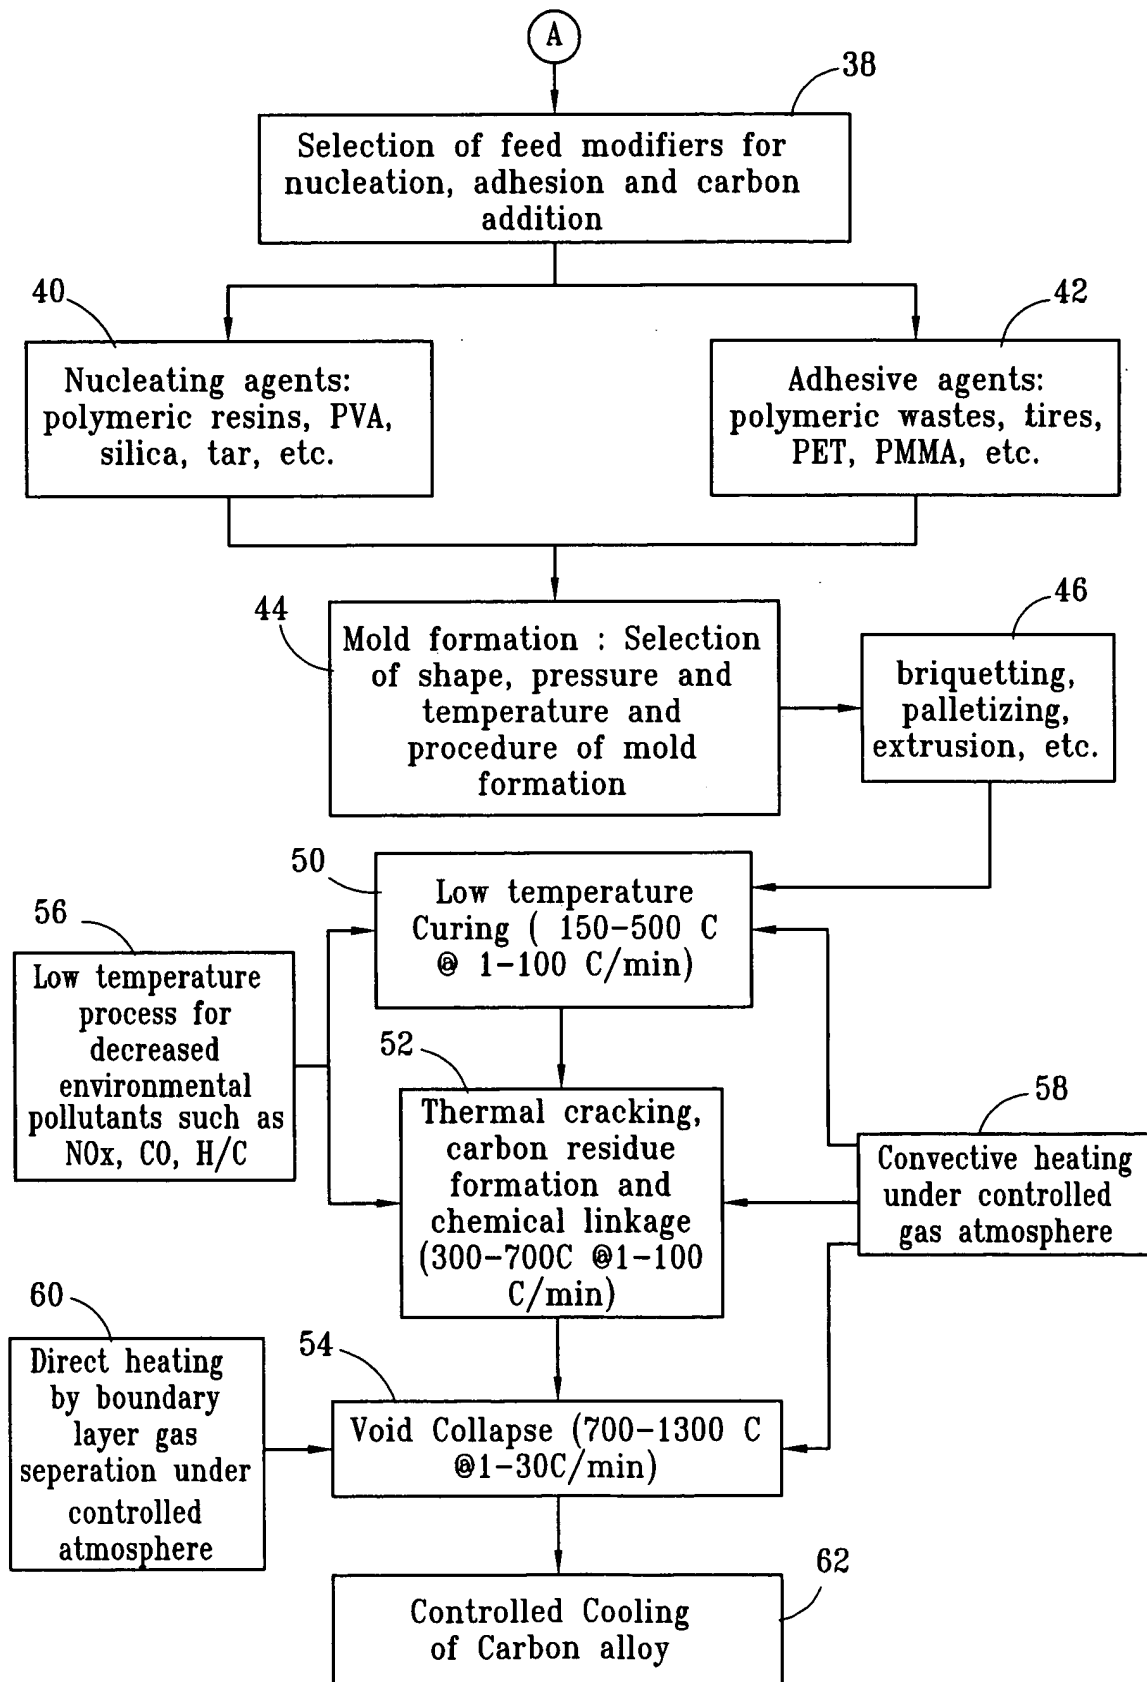 A
38
Selection of feed modifiers for
nucleation, adhesion and carbon
addition
40
Nucleating agents:
polymeric resins, PVA,
silica, tar, etc.
42
Adhesive agents:
polymeric wastes, tires,
PET, PMMA, etc.
44
Mold formation : Selection
of shape, pressure and
temperature and
procedure of mold
formation
46
briquetting,
palletizing,
extrusion, etc.
50
Low temperature
Curing ( 150-500 C
@ 1-100 C/min)
56
Low temperature
process for
decreased
environmental
pollutants such as
NOx, CO, H/C
52
Thermal cracking,
carbon residue
formation and
chemical linkage
(300-700C @1-100
C/min)
58
Convective heating
under controlled
gas atmosphere
60
Direct heating
by boundary
layer gas
seperation under
controlled
atmosphere
54
Void Collapse (700-1300 C
@1-30C/min)
62
Controlled Cooling
of Carbon alloy